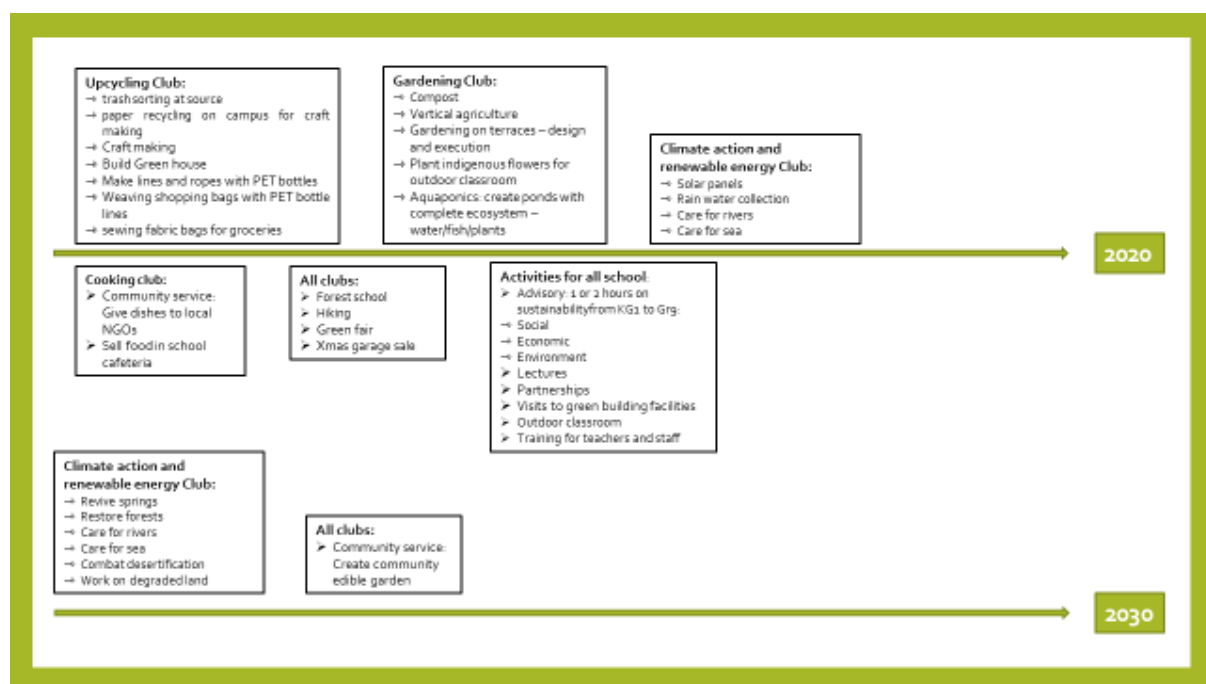 Upcycling Club:
→ trash sorting at source
→ paper recycling on campus for craft
making
→ Craft making
→ Build Green house
→ Make lines and ropes with PET bottles
→ Weaving shopping bags with PET bottle
lines
→ sewing fabric bags for groceries
Gardening Club:
→ Compost
→ Vertical agriculture
→ Gardening on terraces – design
and execution
→ Plant indigenous flowers for
outdoor classroom
→ Aquaponics: create ponds with
complete ecosystem –
water/fish/plants
Climate action and
renewable energy Club:
→ Solar panels
→ Rain water collection
→ Care for rivers
→ Care for sea
2020
Cooking club:
➢ Community service:
Give dishes to local
NGOs
➢ Sell food in school
cafeteria
All clubs:
➢ Forest school
➢ Hiking
➢ Green fair
➢ Xmas garage sale
Activities for all school:
➢ Advisory: 1 or 2 hours on
sustainability from KG1 to Gr9:
→ Social
→ Economic
→ Environment
➢ Lectures
➢ Partnerships
➢ Visits to green building facilities
➢ Outdoor classroom
➢ Training for teachers and staff
Climate action and
renewable energy Club:
→ Revive springs
→ Restore forests
→ Care for rivers
→ Care for sea
→ Combat desertification
→ Work on degraded land
All clubs:
➢ Community service:
Create community
edible garden
2030